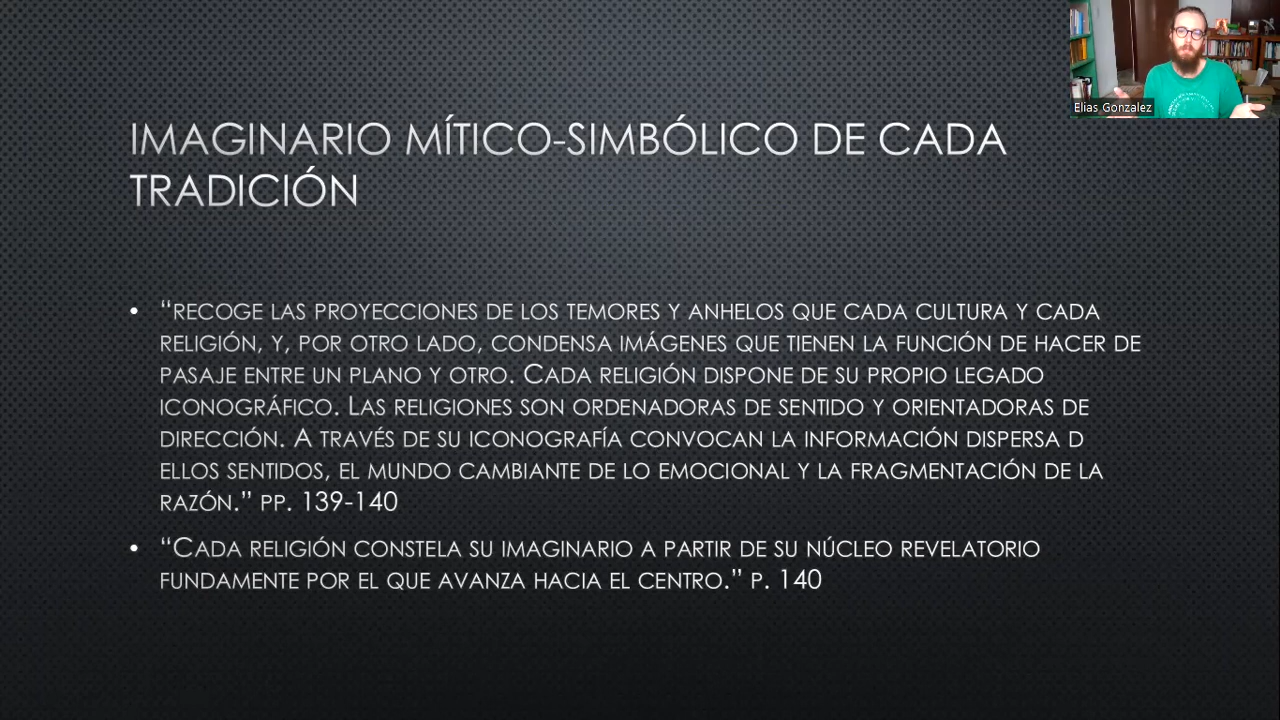 Elias Gonzalez
IMAGINARIO MÍTICO-SIMBÓLICO DE CADA
TRADICIÓN
• “RECOGE LAS PROYECCIONES DE LOS TEMORES Y ANHELOS QUE CADA CULTURA Y CADA
RELIGIÓN, Y, POR OTRO LADO, CONDENSA IMÁGENES QUE TIENEN LA FUNCIÓN DE HACER DE
PASAJE ENTRE UN PLANO Y OTRO. CADA RELIGIÓN DISPONE DE SU PROPIO LEGADO
ICONOGRÁFICO. LAS RELIGIONES SON ORDENADORAS DE SENTIDO Y ORIENTADORAS DE
DIRECCIÓN. A TRAVÉS DE SU ICONOGRAFÍA CONVOCAN LA INFORMACIÓN DISPERSA D
ELLOS SENTIDOS, EL MUNDO CAMBIANTE DE LO EMOCIONAL Y LA FRAGMENTACIÓN DE LA
RAZÓN.” PP. 139-140
• “CADA RELIGIÓN CONSTELA SU IMAGINARIO A PARTIR DE SU NÚCLEO REVELATORIO
FUNDAMENTE POR EL QUE AVANZA HACIA EL CENTRO.” P. 140